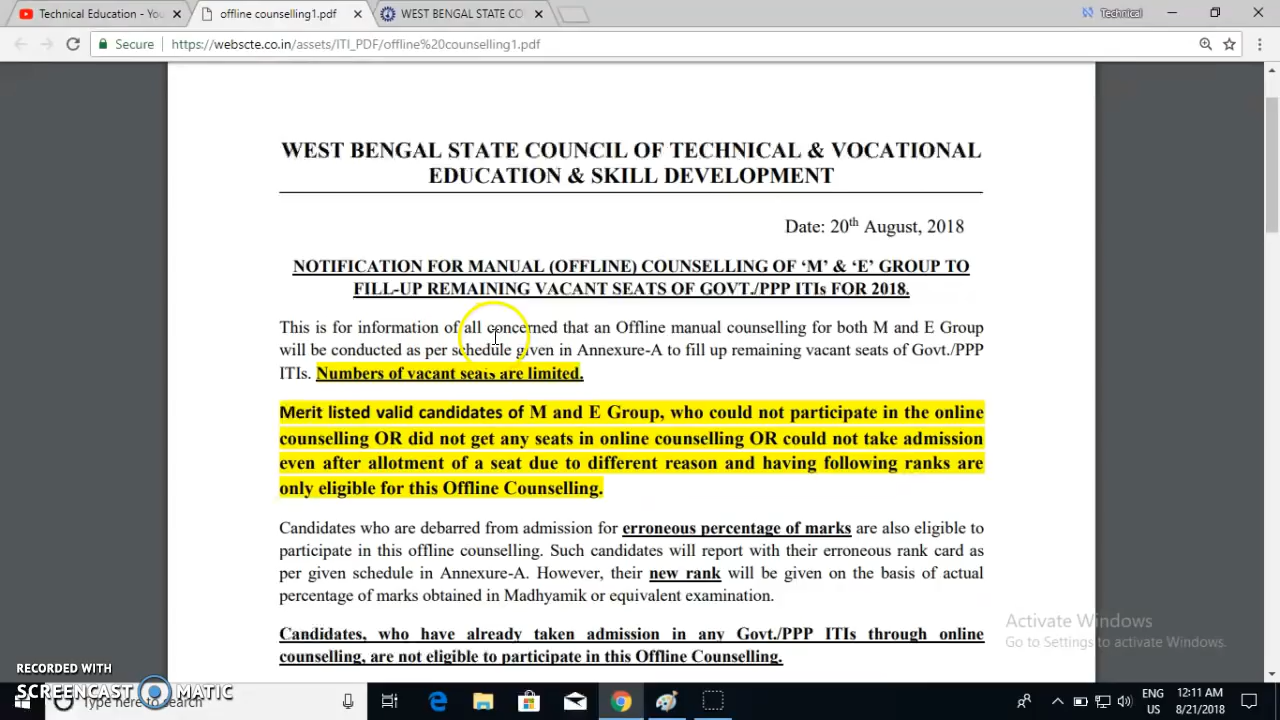 Technical Education - You
offline counselling1.pdf
WEST BENGAL STATE CO
Technical
Secure
https://webscte.co.in/assets/ITI_PDF/offline%20counselling1.pdf
WEST BENGAL STATE COUNCIL OF TECHNICAL & VOCATIONAL
EDUCATION & SKILL DEVELOPMENT
Date: 20th August, 2018
NOTIFICATION FOR MANUAL (OFFLINE) COUNSELLING OF ‘M’ & ‘E’ GROUP TO
FILL-UP REMAINING VACANT SEATS OF GOVT./PPP ITIs FOR 2018.
This is for information of all concerned that an Offline manual counselling for both M and E Group
will be conducted as per schedule given in Annexure-A to fill up remaining vacant seats of Govt./PPP
ITIs. Numbers of vacant seats are limited.
Merit listed valid candidates of M and E Group, who could not participate in the online
counselling OR did not get any seats in online counselling OR could not take admission
even after allotment of a seat due to different reason and having following ranks are
only eligible for this Offline Counselling.
Candidates who are debarred from admission for erroneous percentage of marks are also eligible to
participate in this offline counselling. Such candidates will report with their erroneous rank card as
per given schedule in Annexure-A. However, their new rank will be given on the basis of actual
percentage of marks obtained in Madhyamik or equivalent examination.
Candidates, who have already taken admission in any Govt./PPP ITIs through online
counselling, are not eligible to participate in this Offline Counselling.
Activate Windows
Go to Settings to activate Windows.
RECORDED WITH
SCREENCAST MATIC
Type here to search
ENG
US
12:11 AM
8/21/2018